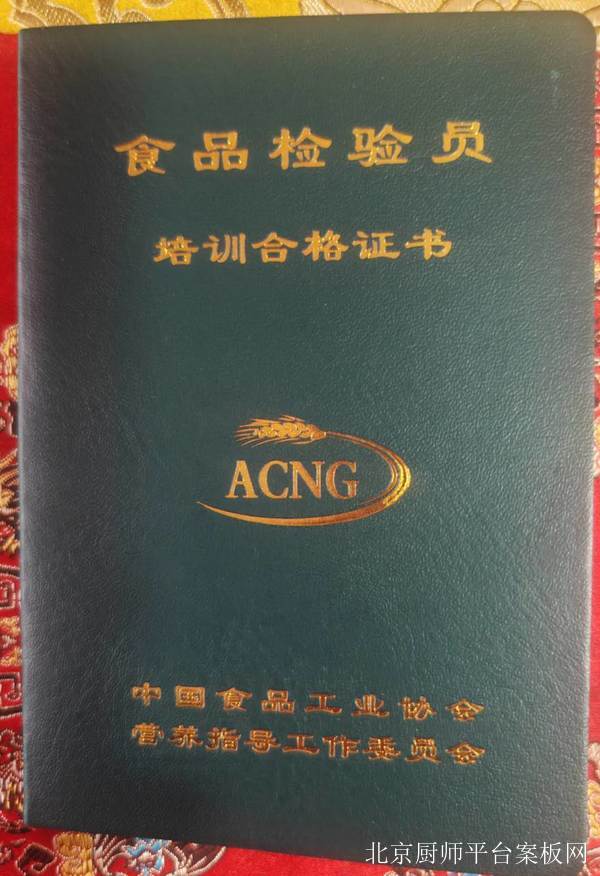 食品检验员
培训合格证书
ACNG
中国食品工业协会
营养指导工作委员会
北京厨师平台案板网